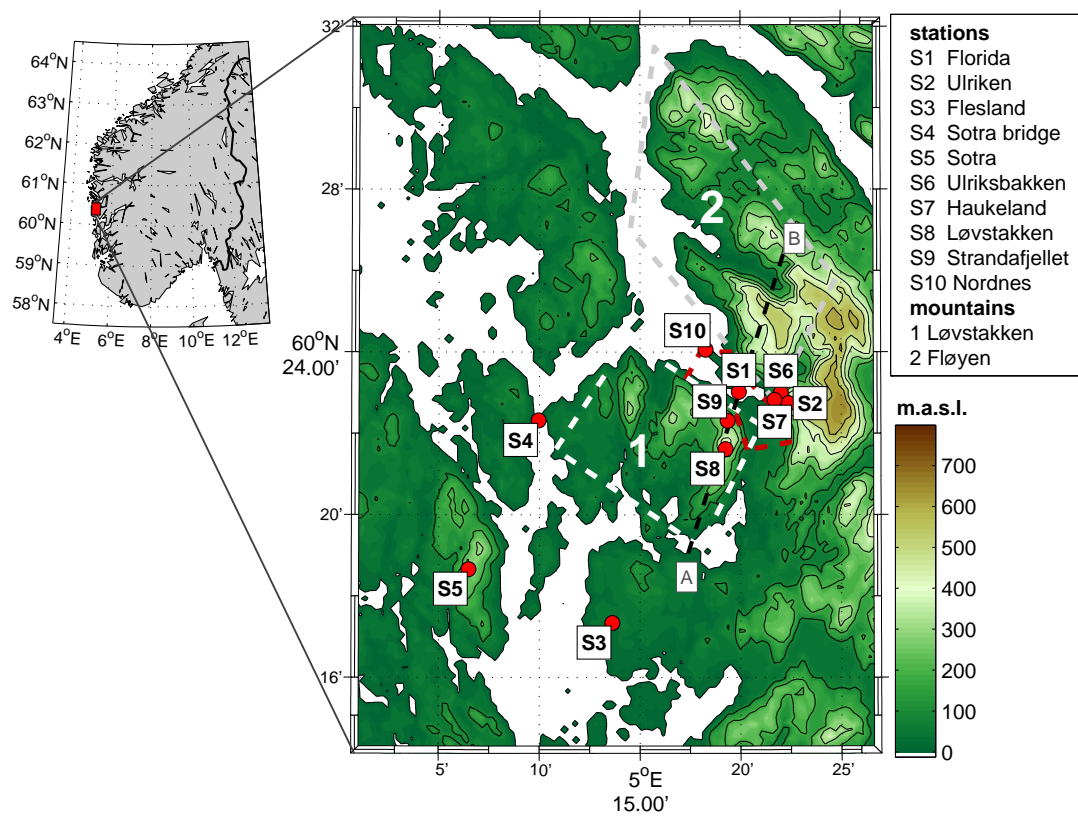 64°N
63°N
62°N
61°N
60°N
59°N
58°N
4°E 6°E 8°E 10°E 12°E
32'
28'
60°N
24.00'
20'
16'
5' 10' 5°E 20' 25'
15.00'
2
B
S10
S1 S6
S9
S2
S7
S4
1
S8
A
S5
S3
stations
S1 Florida
S2 Ulriken
S3 Flesland
S4 Sotra bridge
S5 Sotra
S6 Ulriksbakken
S7 Haukeland
S8 Løvstakken
S9 Strandafjellet
S10 Nordnes
mountains
1 Løvstakken
2 Fløyen
m.a.s.l.
700
600
500
400
300
200
100
0